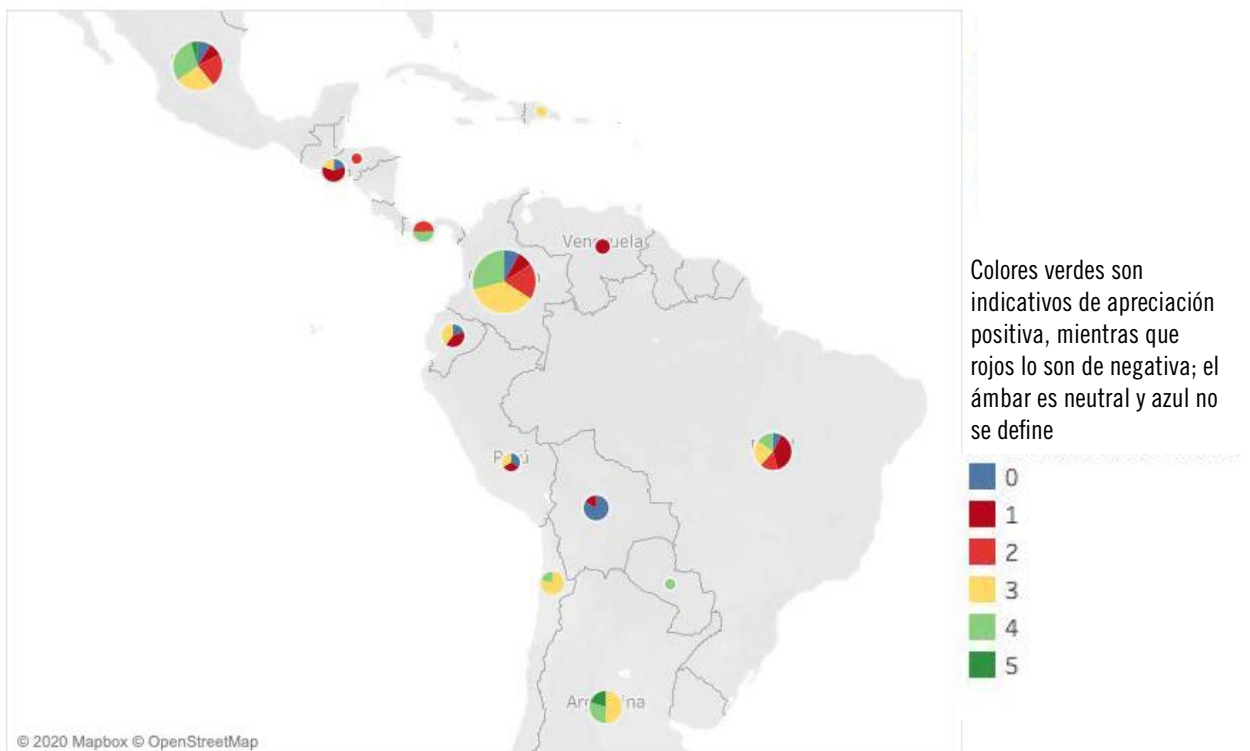 Venezuela
Colores verdes son
indicativos de apreciación
positiva, mientras que
rojos lo son de negativa; el
ámbar es neutral y azul no
se define
0
1
2
3
4
5
© 2020 Mapbox © OpenStreetMap